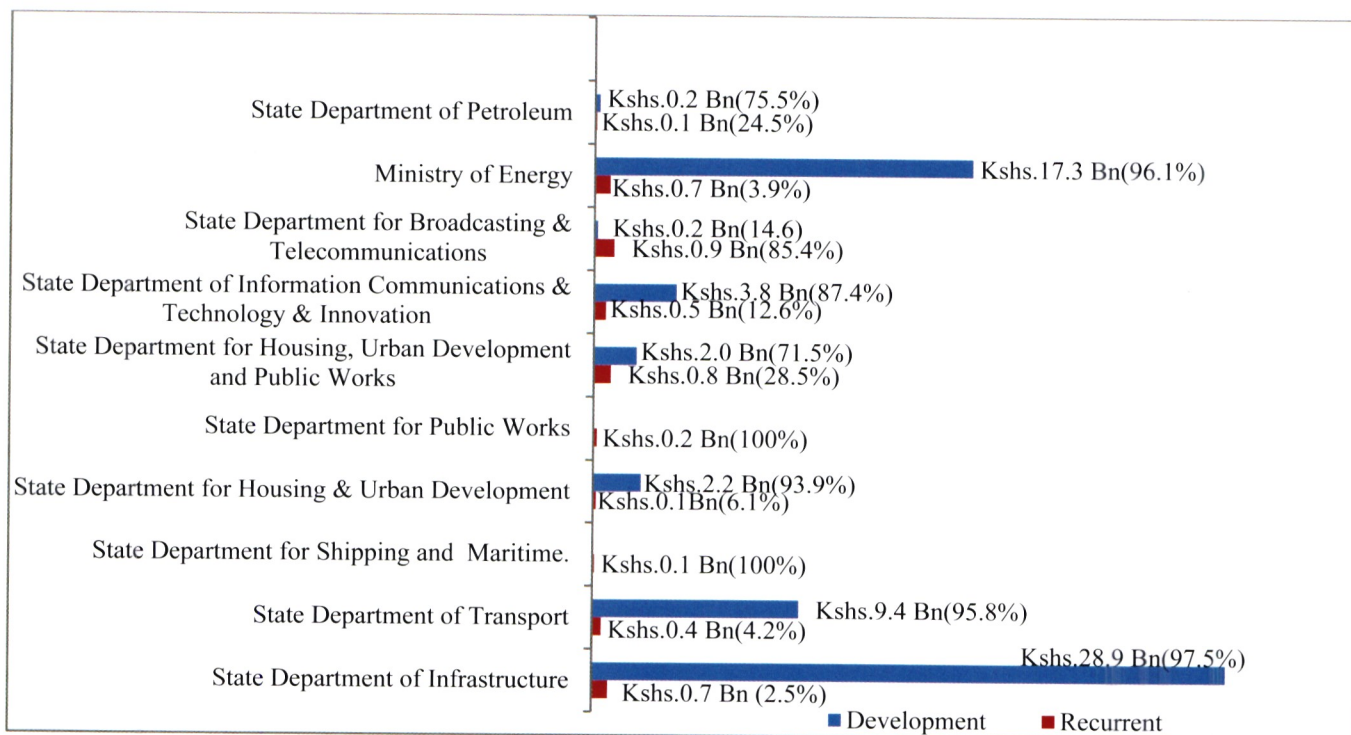 State Department of Petroleum
Kshs.0.2 Bn(75.5%)
Kshs.0.1 Bn(24.5%)
Ministry of Energy
Kshs.17.3 Bn(96.1%)
Kshs.0.7 Bn(3.9%)
State Department for Broadcasting &
Telecommunications
Kshs.0.2 Bn(14.6)
Kshs.0.9 Bn(85.4%)
State Department of Information Communications &
Technology & Innovation
Kshs.3.8 Bn(87.4%)
Kshs.0.5 Bn(12.6%)
State Department for Housing, Urban Development
and Public Works
Kshs.2.0 Bn(71.5%)
Kshs.0.8 Bn(28.5%)
State Department for Public Works
Kshs.0.2 Bn(100%)
State Department for Housing & Urban Development
Kshs.2.2 Bn(93.9%)
Kshs.0.1Bn(6.1%)
State Department for Shipping and Maritime.
Kshs.0.1 Bn(100%)
State Department of Transport
Kshs.9.4 Bn(95.8%)
Kshs.0.4 Bn(4.2%)
State Department of Infrastructure
Kshs.28.9 Bn(97.5%)
Kshs.0.7 Bn (2.5%)
Development
Recurrent